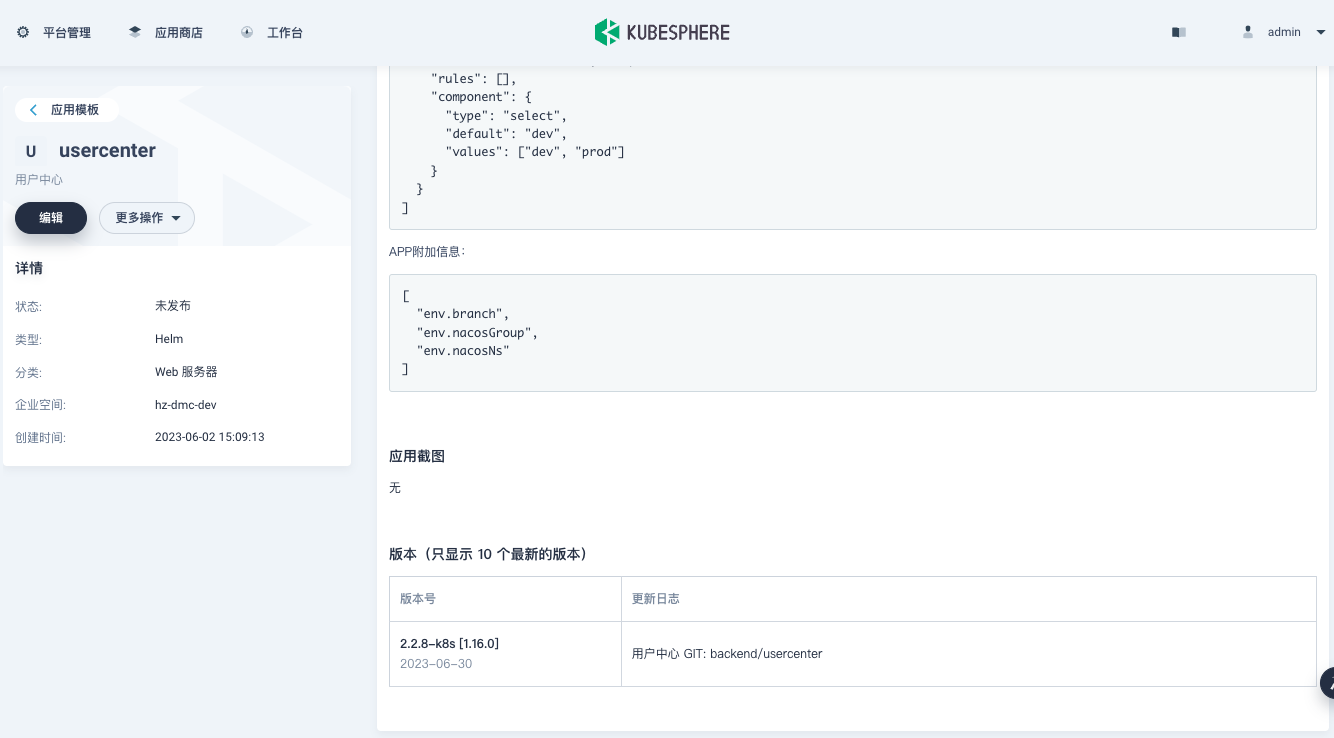 平台管理
应用商店
工作台
KUBESPHERE
admin
应用模板
U usercenter
用户中心
编辑
更多操作
详情
状态: 未发布
类型: Helm
分类: Web 服务器
企业空间: hz-dmc-dev
创建时间: 2023-06-02 15:09:13
"rules": [],
"component": {
"type": "select",
"default": "dev",
"values": ["dev", "prod"]
}
}
]
APP附加信息：
[
"env.branch",
"env.nacosGroup",
"env.nacosNs"
]
应用截图
无
版本（只显示 10 个最新的版本）
版本号 更新日志
2.2.8-k8s [1.16.0]
2023-06-30
用户中心 GIT: backend/usercenter